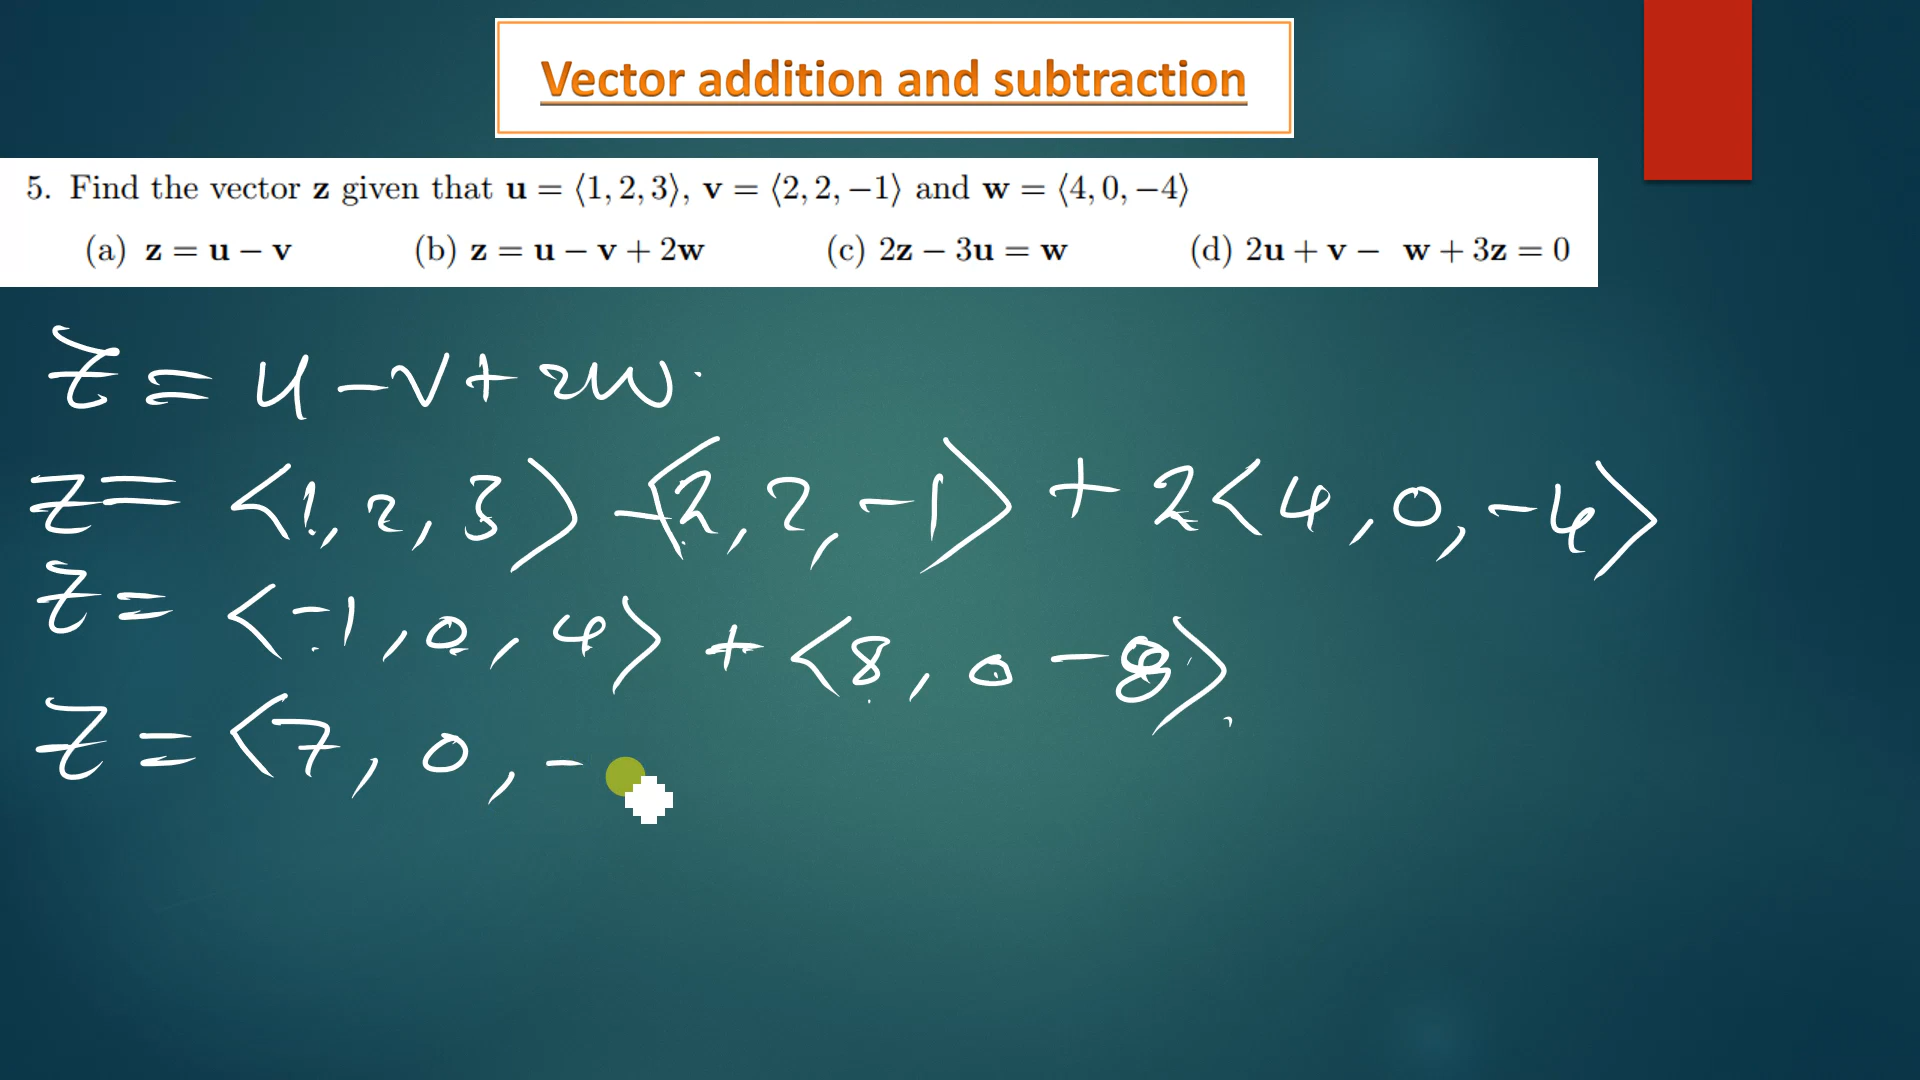 Vector addition and subtraction
5. Find the vector z given that u = ⟨1, 2, 3⟩, v = ⟨2, 2, −1⟩ and w = ⟨4, 0, −4⟩
(a) z = u − v (b) z = u − v + 2w (c) 2z − 3u = w (d) 2u + v − w + 3z = 0
z = u − v + 2w.
z = ⟨1, 2, 3⟩ − ⟨2, 2, −1⟩ + 2⟨4, 0, −4⟩
z = ⟨−1, 0, 4⟩ + ⟨8, 0 −8⟩.
z = ⟨7, 0, −